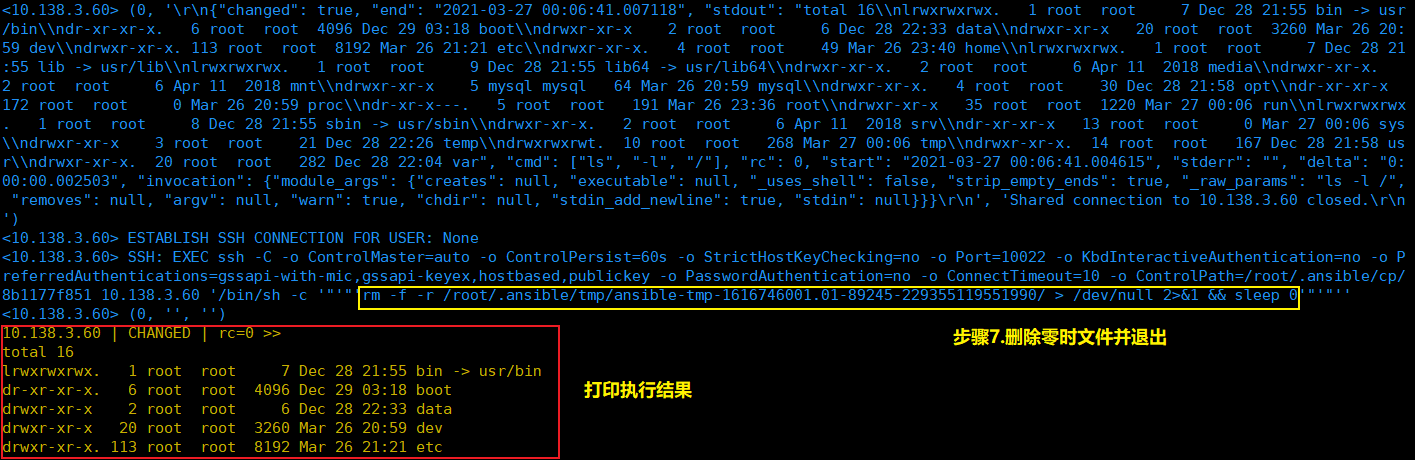 <10.138.3.60> (0, '\r\n{"changed": true, "end": "2021-03-27 00:06:41.007118", "stdout": "total 16\\nlrwxrwxrwx.   1 root  root     7 Dec 28 21:55 bin -> usr
/bin\\ndr-xr-xr-x.   6 root  root  4096 Dec 29 03:18 boot\\ndrwxr-xr-x    2 root  root     6 Dec 28 22:33 data\\ndrwxr-xr-x   20 root  root  3260 Mar 26 20:
59 dev\\ndrwxr-xr-x. 113 root  root  8192 Mar 26 21:21 etc\\ndrwxr-xr-x.   4 root  root    49 Mar 26 23:40 home\\nlrwxrwxrwx.   1 root  root     7 Dec 28 21
:55 lib -> usr/lib\\nlrwxrwxrwx.   1 root  root     9 Dec 28 21:55 lib64 -> usr/lib64\\ndrwxr-xr-x.   2 root  root     6 Apr 11  2018 media\\ndrwxr-xr-x.
2 root  root     6 Apr 11  2018 mnt\\ndrwxr-xr-x    5 mysql mysql   64 Mar 26 20:59 mysql\\ndrwxr-xr-x.   4 root  root    30 Dec 28 21:58 opt\\ndr-xr-xr-x
172 root  root     0 Mar 26 20:59 proc\\ndr-xr-x---.   5 root  root   191 Mar 26 23:36 root\\ndrwxr-xr-x   35 root  root  1220 Mar 27 00:06 run\\nlrwxrwxrwx
.   1 root  root     8 Dec 28 21:55 sbin -> usr/sbin\\ndrwxr-xr-x.   2 root  root     6 Apr 11  2018 srv\\ndr-xr-xr-x   13 root  root     0 Mar 27 00:06 sys
\\ndrwxr-xr-x    3 root  root    21 Dec 28 22:26 temp\\ndrwxrwxrwt.  10 root  root   268 Mar 27 00:06 tmp\\ndrwxr-xr-x.  14 root  root   167 Dec 28 21:58 us
r\\ndrwxr-xr-x.  20 root  root   282 Dec 28 22:04 var", "cmd": ["ls", "-l", "/"], "rc": 0, "start": "2021-03-27 00:06:41.004615", "stderr": "", "delta": "0:
00:00.002503", "invocation": {"module_args": {"creates": null, "executable": null, "_uses_shell": false, "strip_empty_ends": true, "_raw_params": "ls -l /",
"removes": null, "argv": null, "warn": true, "chdir": null, "stdin_add_newline": true, "stdin": null}}}\r\n', 'Shared connection to 10.138.3.60 closed.\r\n
')
<10.138.3.60> ESTABLISH SSH CONNECTION FOR USER: None
<10.138.3.60> SSH: EXEC ssh -C -o ControlMaster=auto -o ControlPersist=60s -o StrictHostKeyChecking=no -o Port=10022 -o KbdInteractiveAuthentication=no -o P
referredAuthentications=gssapi-with-mic,gssapi-keyex,hostbased,publickey -o PasswordAuthentication=no -o ConnectTimeout=10 -o ControlPath=/root/.ansible/cp/
8b1177f851 10.138.3.60 '/bin/sh -c '"'"'rm -f -r /root/.ansible/tmp/ansible-tmp-1616746001.01-89245-229355119551990/ > /dev/null 2>&1 && sleep 0'"'"''
<10.138.3.60> (0, '', '')
10.138.3.60 | CHANGED | rc=0 >>
步骤7.删除零时文件并退出
total 16
lrwxrwxrwx.   1 root  root     7 Dec 28 21:55 bin -> usr/bin
dr-xr-xr-x.   6 root  root  4096 Dec 29 03:18 boot
打印执行结果
drwxr-xr-x    2 root  root     6 Dec 28 22:33 data
drwxr-xr-x   20 root  root  3260 Mar 26 20:59 dev
drwxr-xr-x. 113 root  root  8192 Mar 26 21:21 etc